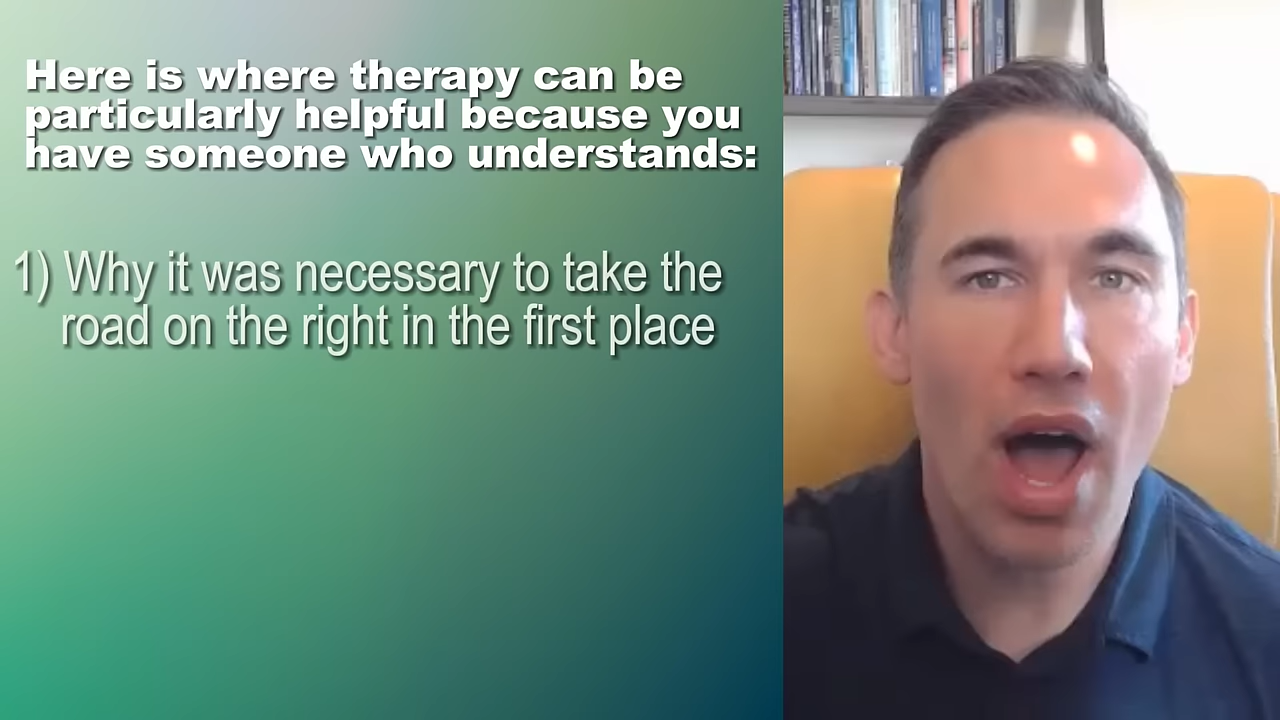 Here is where therapy can be
particularly helpful because you
have someone who understands:
1) Why it was necessary to take the
road on the right in the first place